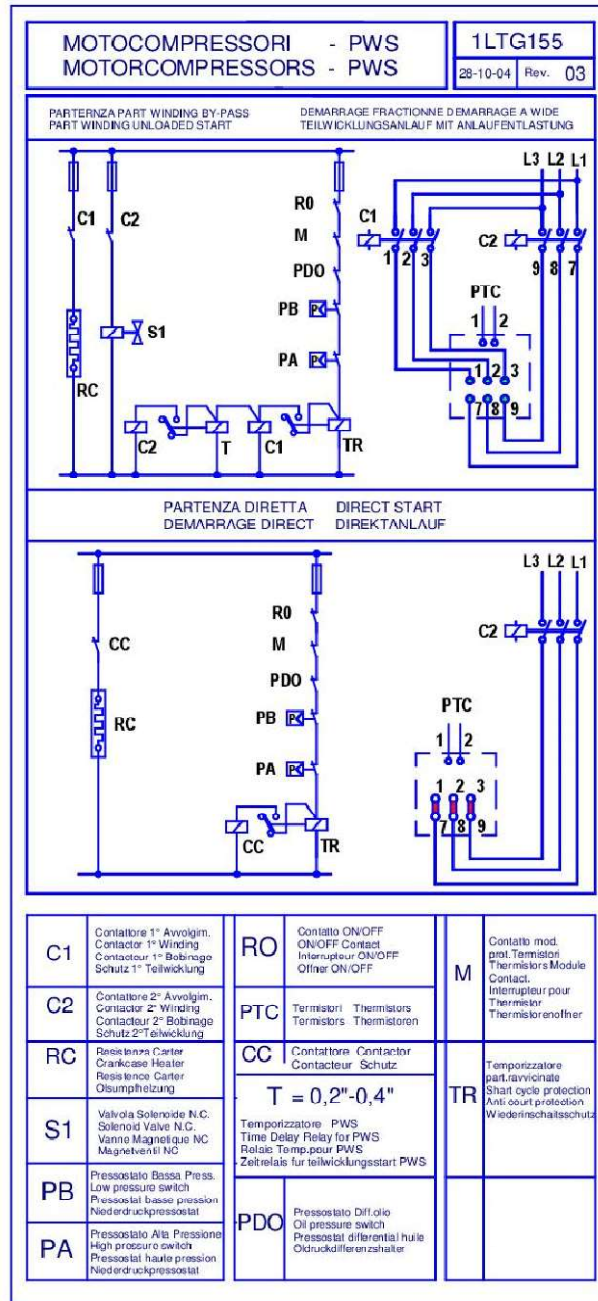 MOTOCOMPRESSORI - PWS
MOTORCOMPRESSORS - PWS
1LTG155
28-10-04 Rev. 03
PARTERNZA PART WINDING BY-PASS
PART WINDING UNLOADED START
DEMARRAGE FRACTIONNE DEMARRAGE A WIDE
TEILWICKLUNGSANLAUF MIT ANLAUFENTLASTUNG
L3 L2 L1
C1
C2
R0
M
PDO
PB
P
PA
P
S1
RC
C2
T
C1
TR
C1
1 2 3
C2
9 8 7
PTC
1 2
1 2 3
7 8 9
PARTENZA DIRETTA DIRECT START
DEMARRAGE DIRECT DIREKTANLAUF
L3 L2 L1
CC
RC
R0
M
PDO
PB
P
PA
P
CC
TR
C2
PTC
1 2
1 2 3
7 8 9
C1
Contattore 1° Avvolgim.
Contactor 1° Winding
Contacteur 1° Bobinage
Schutz 1° Teilwicklung
C2
Contattore 2° Avvolgim.
Contactor 2° Winding
Contacteur 2° Bobinage
Schutz 2°Teilwicklung
RC
Resistenza Carter
Crankcase Heater
Resistence Carter
Olsumpfheizung
S1
Valvola Solenoide N.C.
Solenoid Valve N.C.
Vanne Magnetique NC
Magnetventil NC
PB
Pressostato Bassa Press.
Low pressure switch
Pressostat basse pression
Niederdruckpressostat
PA
Pressostato Alta Pressione
High pressure switch
Pressostat haute pression
Niederdruckpressostat
RO
Contatto ON/OFF
ON/OFF Contact
Interrupteur ON/OFF
Offner ON/OFF
PTC
Termistori Thermistors
Termistors Thermistoren
CC
Contattore Contactor
Contacteur Schutz
T = 0,2"-0,4"
Temporizzatore PWS
Time Delay Relay for PWS
Relais Temp.pour PWS
Zeitrelais fur teilwicklungsstart PWS
PDO
Pressostato Diff.olio
Oil pressure switch
Pressostat differential huile
Oldruckdifferenzshalter
M
Contatto mod.
prot.Termistori
Thermistors Module
Contact.
Interrupteur pour
Thermistor
Thermistorenoffner
TR
Temporizzatore
part.ravvicinate
Shart cycle protection
Anti court protection
Wiedereinschaltsschutz